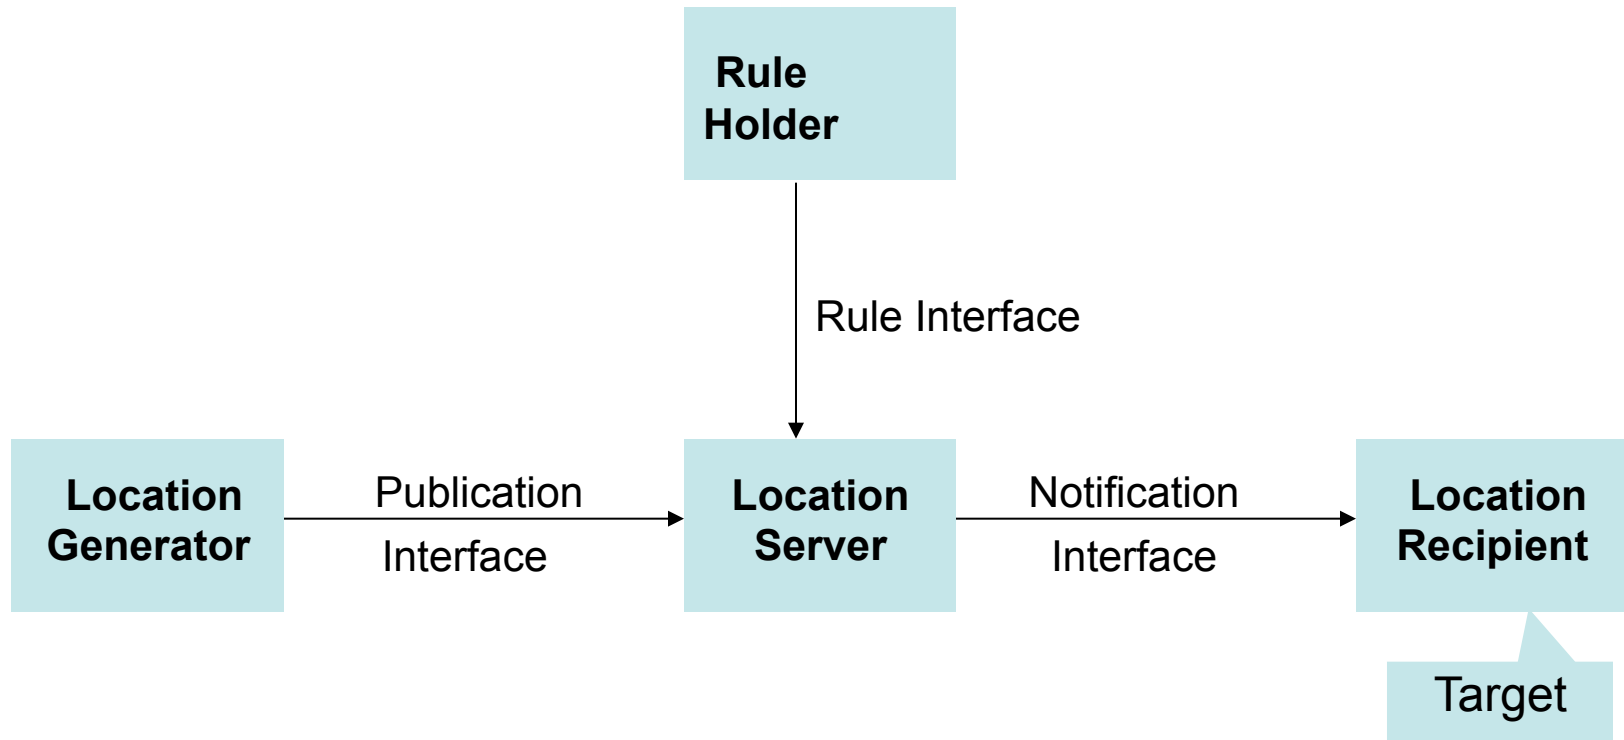 Rule
Holder
Rule Interface
Location
Generator
Publication
Interface
Location
Server
Notification
Interface
Location
Recipient
Target